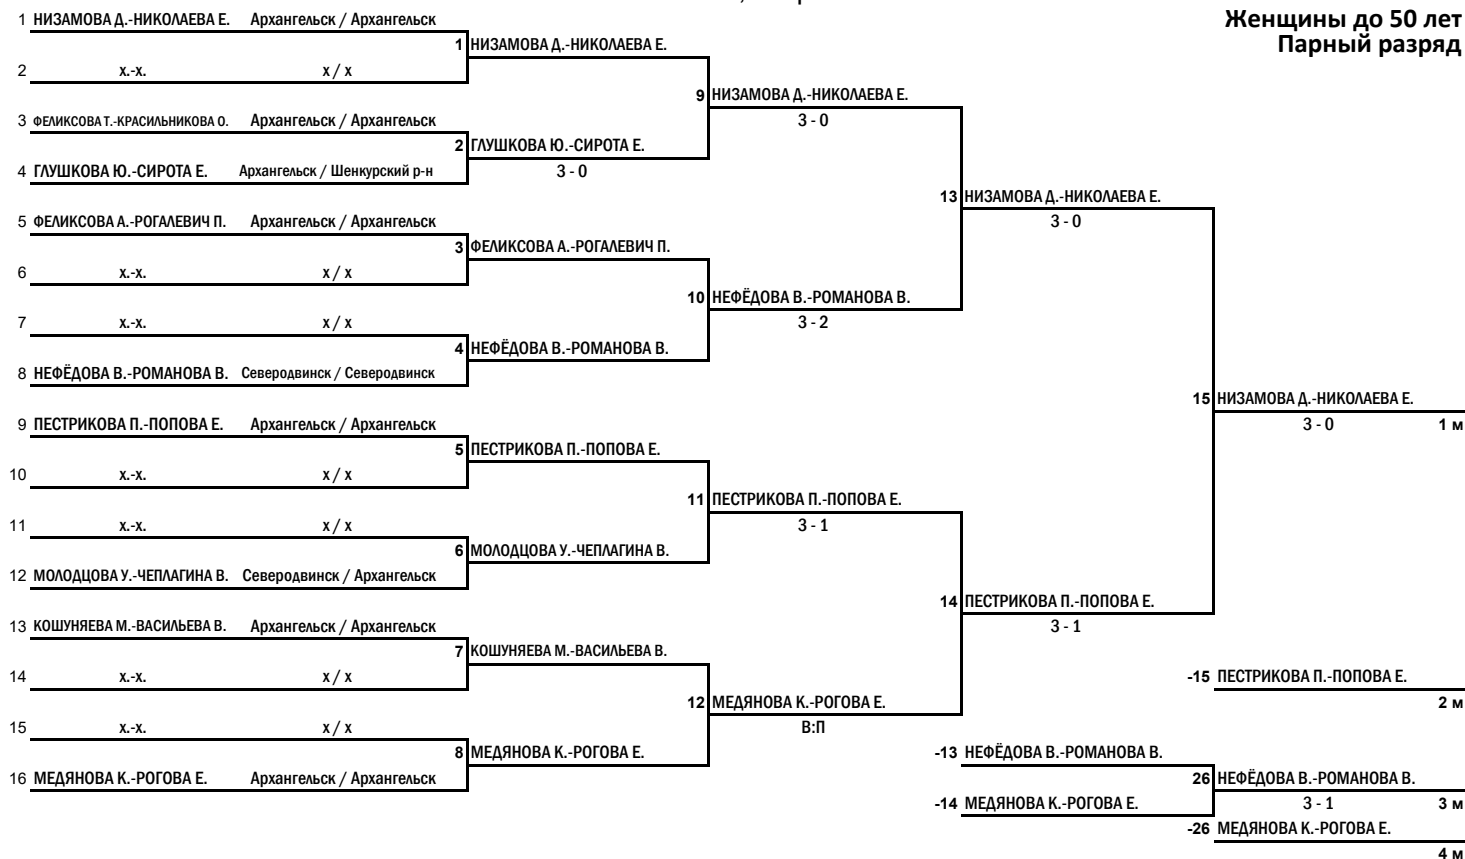 Женщины до 50 лет
Парный разряд
1 НИЗАМОВА Д.-НИКОЛАЕВА Е. Архангельск / Архангельск
1 НИЗАМОВА Д.-НИКОЛАЕВА Е.
2 х.-х. х / х
9 НИЗАМОВА Д.-НИКОЛАЕВА Е.
3 - 0
3 ФЕЛИКСОВА Т.-КРАСИЛЬНИКОВА О. Архангельск / Архангельск
2 ГЛУШКОВА Ю.-СИРОТА Е.
3 - 0
4 ГЛУШКОВА Ю.-СИРОТА Е. Архангельск / Шенкурский р-н
13 НИЗАМОВА Д.-НИКОЛАЕВА Е.
3 - 0
5 ФЕЛИКСОВА А.-РОГАЛЕВИЧ П. Архангельск / Архангельск
3 ФЕЛИКСОВА А.-РОГАЛЕВИЧ П.
6 х.-х. х / х
10 НЕФЁДОВА В.-РОМАНОВА В.
3 - 2
7 х.-х. х / х
4 НЕФЁДОВА В.-РОМАНОВА В.
8 НЕФЁДОВА В.-РОМАНОВА В. Северодвинск / Северодвинск
15 НИЗАМОВА Д.-НИКОЛАЕВА Е.
3 - 0 1 м
9 ПЕСТРИКОВА П.-ПОПОВА Е. Архангельск / Архангельск
5 ПЕСТРИКОВА П.-ПОПОВА Е.
10 х.-х. х / х
11 ПЕСТРИКОВА П.-ПОПОВА Е.
3 - 1
11 х.-х. х / х
6 МОЛОДЦОВА У.-ЧЕПЛАГИНА В.
12 МОЛОДЦОВА У.-ЧЕПЛАГИНА В. Северодвинск / Архангельск
14 ПЕСТРИКОВА П.-ПОПОВА Е.
3 - 1
13 КОШУНЯЕВА М.-ВАСИЛЬЕВА В. Архангельск / Архангельск
7 КОШУНЯЕВА М.-ВАСИЛЬЕВА В.
14 х.-х. х / х
-15 ПЕСТРИКОВА П.-ПОПОВА Е.
2 м
12 МЕДЯНОВА К.-РОГОВА Е.
В:П
15 х.-х. х / х
8 МЕДЯНОВА К.-РОГОВА Е.
16 МЕДЯНОВА К.-РОГОВА Е. Архангельск / Архангельск
-13 НЕФЁДОВА В.-РОМАНОВА В.
26 НЕФЁДОВА В.-РОМАНОВА В.
3 - 1 3 м
-14 МЕДЯНОВА К.-РОГОВА Е.
-26 МЕДЯНОВА К.-РОГОВА Е.
4 м